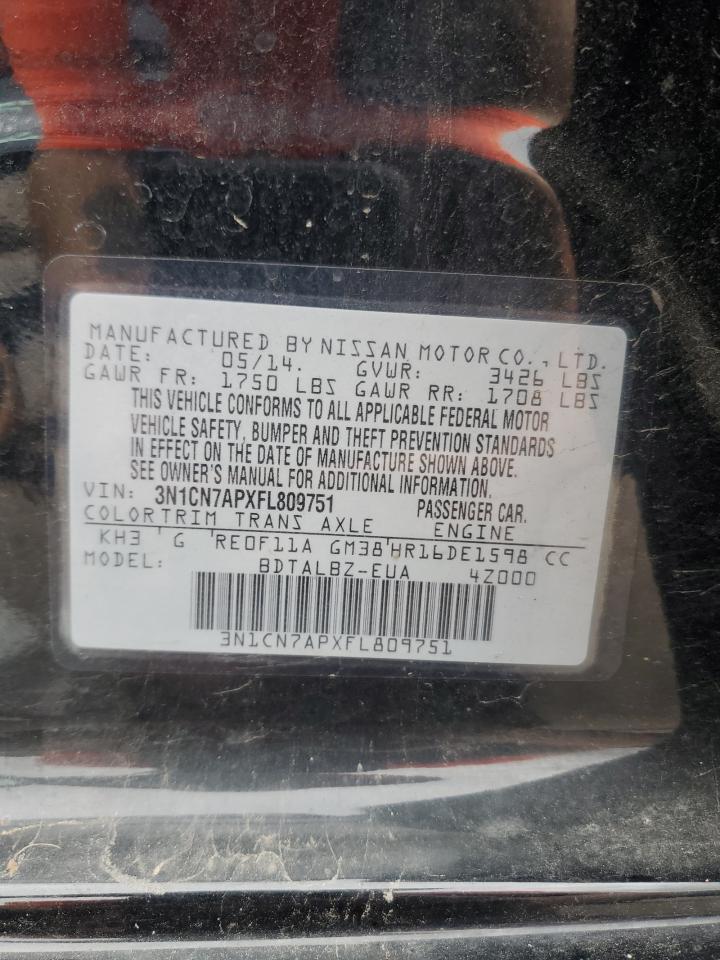 MANUFACTURED BY NISSAN MOTOR CO., LTD.
DATE: 05/14. GVWR: 3426 LBS
GAWR FR: 1750 LBS GAWR RR: 1708 LBS
THIS VEHICLE CONFORMS TO ALL APPLICABLE FEDERAL MOTOR
VEHICLE SAFETY, BUMPER AND THEFT PREVENTION STANDARDS
IN EFFECT ON THE DATE OF MANUFACTURE SHOWN ABOVE.
SEE OWNER'S MANUAL FOR ADDITIONAL INFORMATION.
VIN: 3N1CN7APXFL809751 PASSENGER CAR.
COLOR TRIM TRANS AXLE ENGINE
KH3 G RE0F11A GM38 HR16DE1598 CC
MODEL: BDTALBZ-EUA 4Z000
3N1CN7APXFL809751